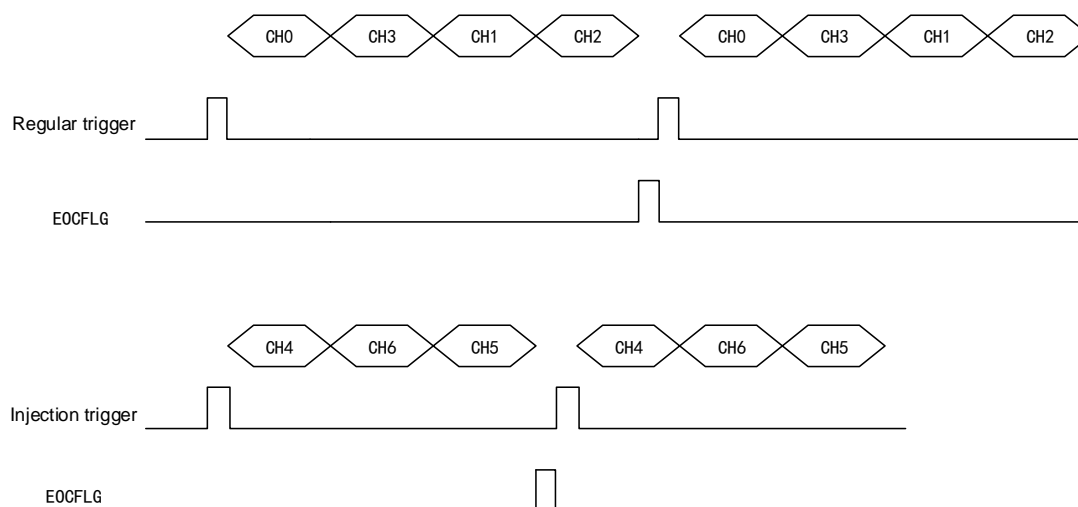 CH0 CH3 CH1 CH2 CH0 CH3 CH1 CH2
Regular trigger
EOCFLG
CH4 CH6 CH5 CH4 CH6 CH5
Injection trigger
EOCFLG